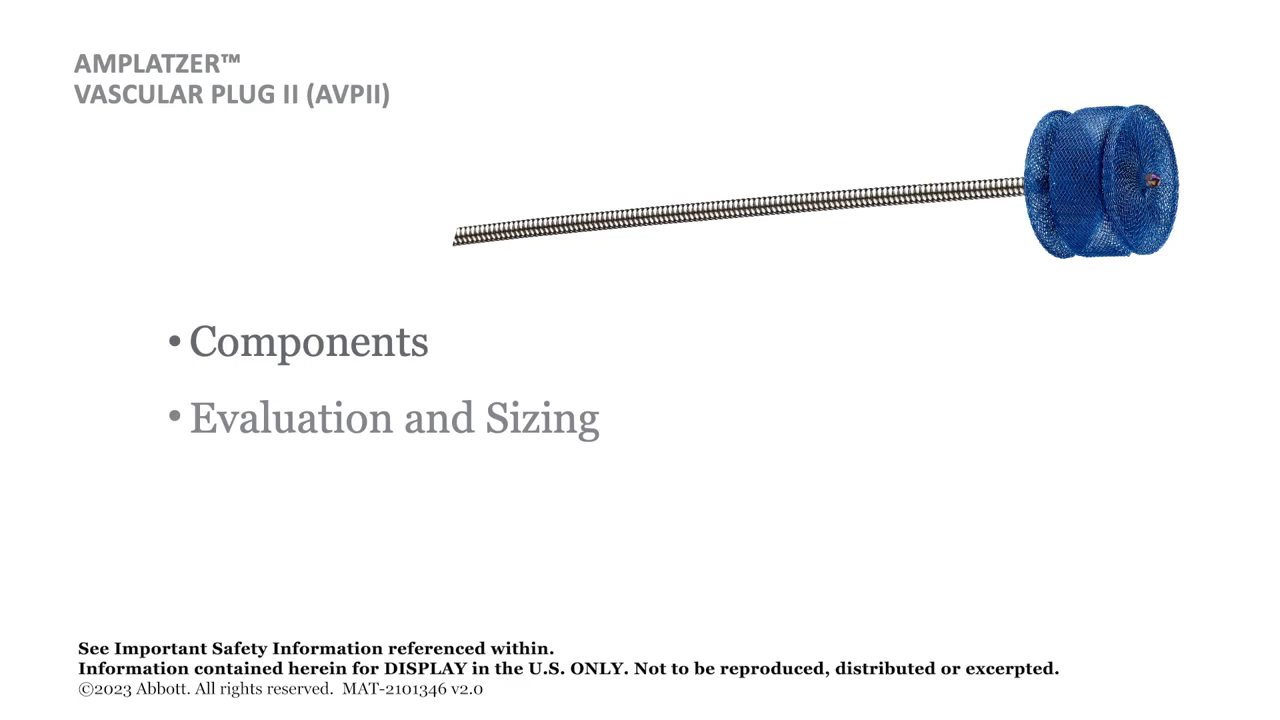 AMPLATZER™
VASCULAR PLUG II (AVPII)
• Components
• Evaluation and Sizing
See Important Safety Information referenced within.
Information contained herein for DISPLAY in the U.S. ONLY. Not to be reproduced, distributed or excerpted.
©2023 Abbott. All rights reserved. MAT-2101346 v2.0